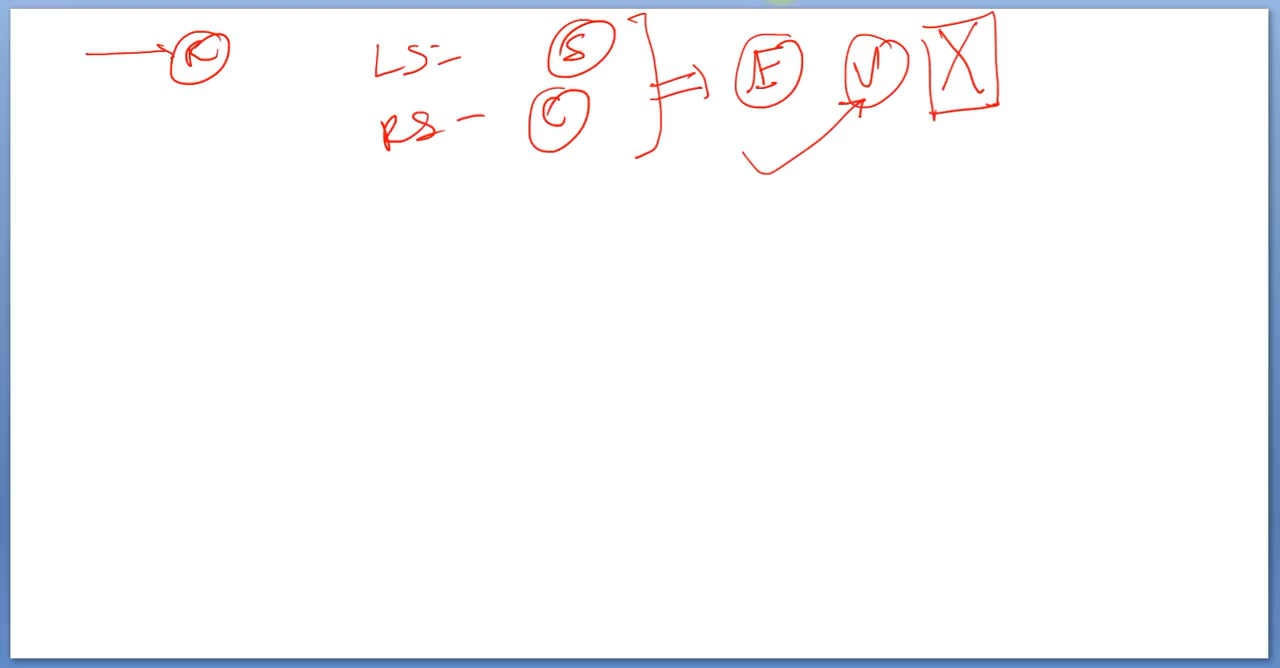 → R LS = S ⇒ E V X
RS - C